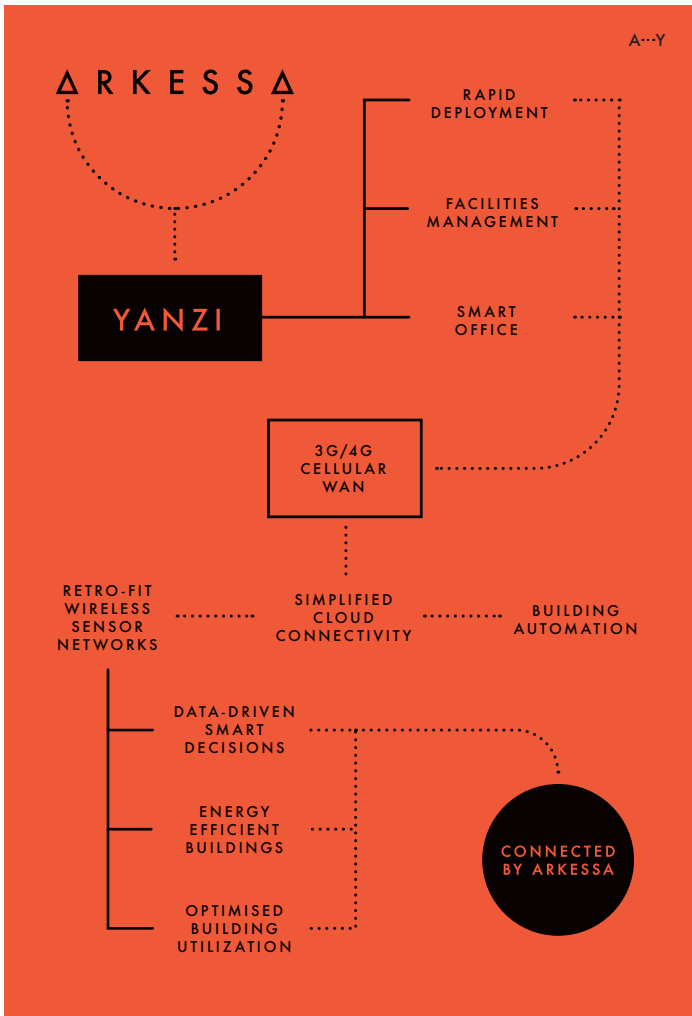 A···Y
ARKESSA
RAPID
DEPLOYMENT
FACILITIES
MANAGEMENT
YANZI
SMART
OFFICE
3G/4G
CELLULAR
WAN
RETRO-FIT
WIRELESS
SENSOR
NETWORKS
SIMPLIFIED
CLOUD
CONNECTIVITY
BUILDING
AUTOMATION
DATA-DRIVEN
SMART
DECISIONS
ENERGY
EFFICIENT
BUILDINGS
CONNECTED
BY ARKESSA
OPTIMISED
BUILDING
UTILIZATION